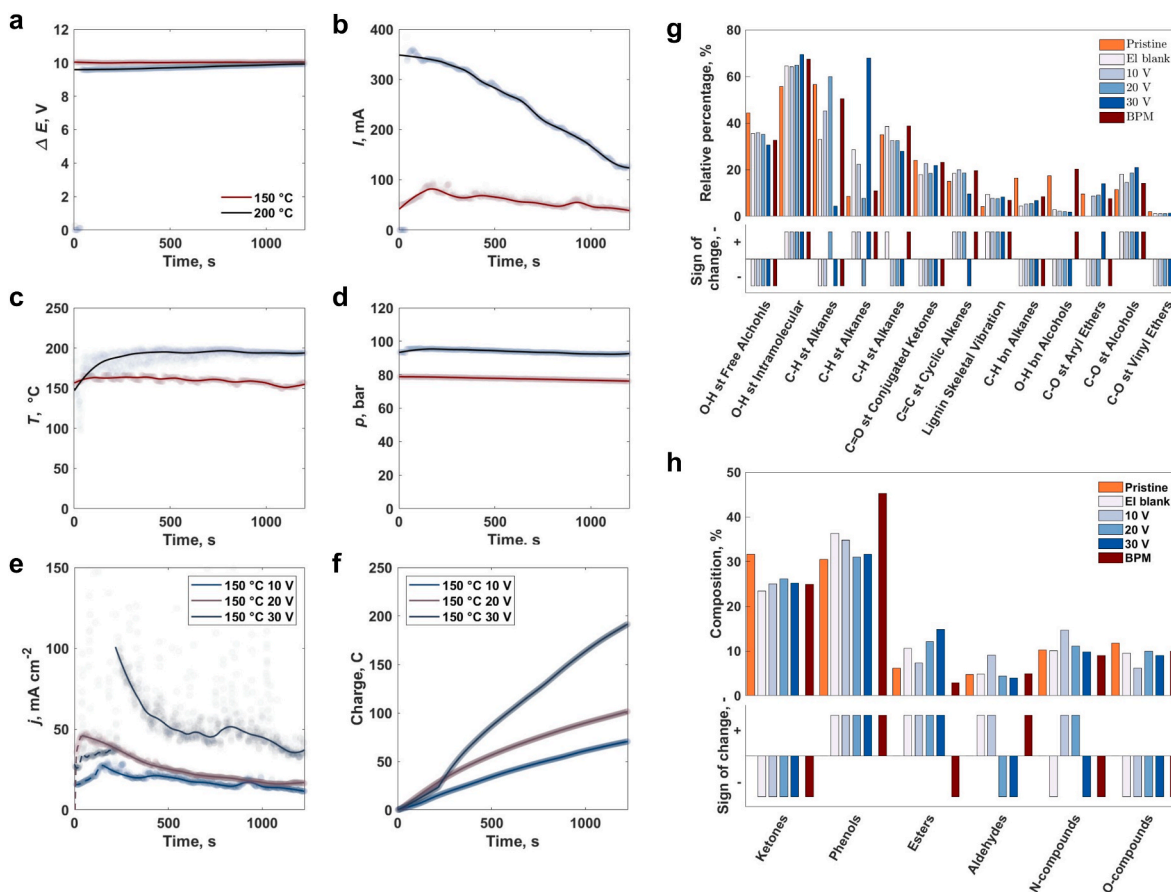 a
12
10
8
6
4
2
0
Δ E, V
150 °C
200 °C
0
500
1000
Time, s
b
400
300
200
100
0
I, mA
0
500
1000
Time, s
c
250
200
150
100
50
0
T, °C
0
500
1000
Time, s
d
120
100
80
60
40
20
0
p, bar
0
500
1000
Time, s
e
150
100
50
0
j, mA cm-2
150 °C 10 V
150 °C 20 V
150 °C 30 V
0
500
1000
Time, s
f
250
200
150
100
50
0
Charge, C
150 °C 10 V
150 °C 20 V
150 °C 30 V
0
500
1000
Time, s
g
80
60
40
20
0
Relative percentage, %
Pristine
El blank
10 V
20 V
30 V
BPM
+
-
Sign of
change, -
O-H st Free Alchohls
O-H st Intramolecular
C-H st Alkanes
C-H st Alkanes
C-H st Alkanes
C=O st Conjugated Ketones
C=C st Cyclic Alkenes
Lignin Skeletal Vibration
C-H bn Alkanes
O-H bn Alcohols
C-O st Aryl Ethers
C-O st Alcohols
C-O st Vinyl Ethers
h
50
40
30
20
10
0
Composition, %
Pristine
El blank
10 V
20 V
30 V
BPM
+
-
Sign of change, -
Ketones
Phenols
Esters
Aldehydes
N-compounds
O-compounds